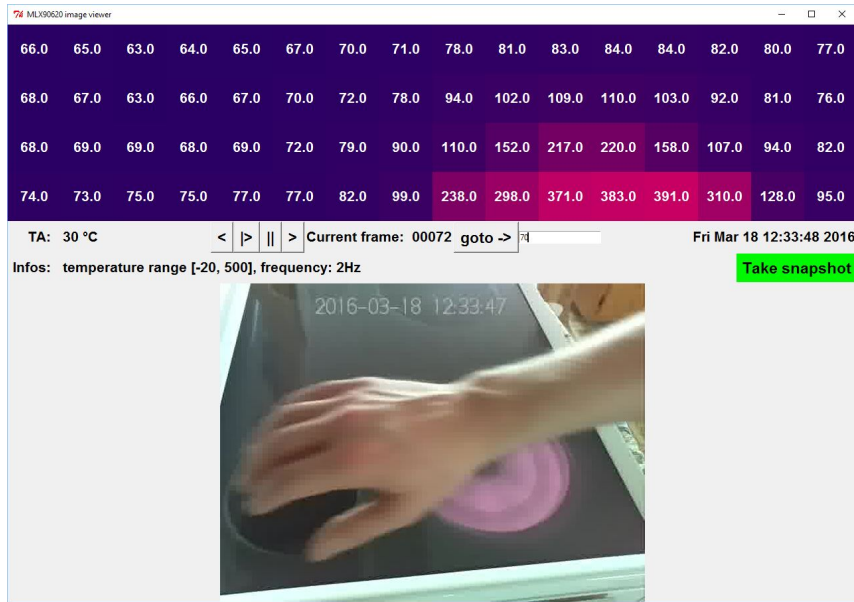 MLX90620 image viewer
66.0 65.0 63.0 64.0 65.0 67.0 70.0 71.0 78.0 81.0 83.0 84.0 84.0 82.0 80.0 77.0
68.0 67.0 63.0 66.0 67.0 70.0 72.0 78.0 94.0 102.0 109.0 110.0 103.0 92.0 81.0 76.0
68.0 69.0 69.0 68.0 69.0 72.0 79.0 90.0 110.0 152.0 217.0 220.0 158.0 107.0 94.0 82.0
74.0 73.0 75.0 75.0 77.0 77.0 82.0 99.0 238.0 298.0 371.0 383.0 391.0 310.0 128.0 95.0
TA: 30 °C < |> || > Current frame: 00072 goto -> 70 Fri Mar 18 12:33:48 2016
Infos: temperature range [-20, 500], frequency: 2Hz Take snapshot
2016-03-18 12:33:47